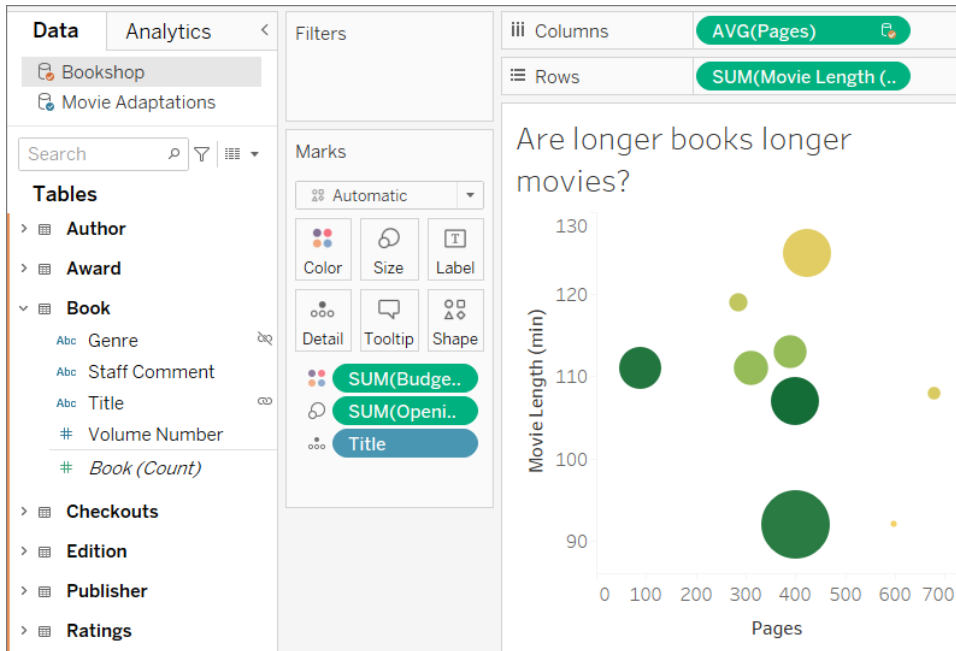 Data
Analytics
Bookshop
Movie Adaptations
Search
Tables
Author
Award
Book
Abc Genre
Abc Staff Comment
Abc Title
# Volume Number
# Book (Count)
Checkouts
Edition
Publisher
Ratings
Filters
Marks
Automatic
Color
Size
T
Label
Detail
Tooltip
Shape
SUM(Budge..
SUM(Openi..
Title
Columns
AVG(Pages)
Rows
SUM(Movie Length (..
Are longer books longer
movies?
Movie Length (min)
130
120
110
100
90
0 100 200 300 400 500 600 700
Pages